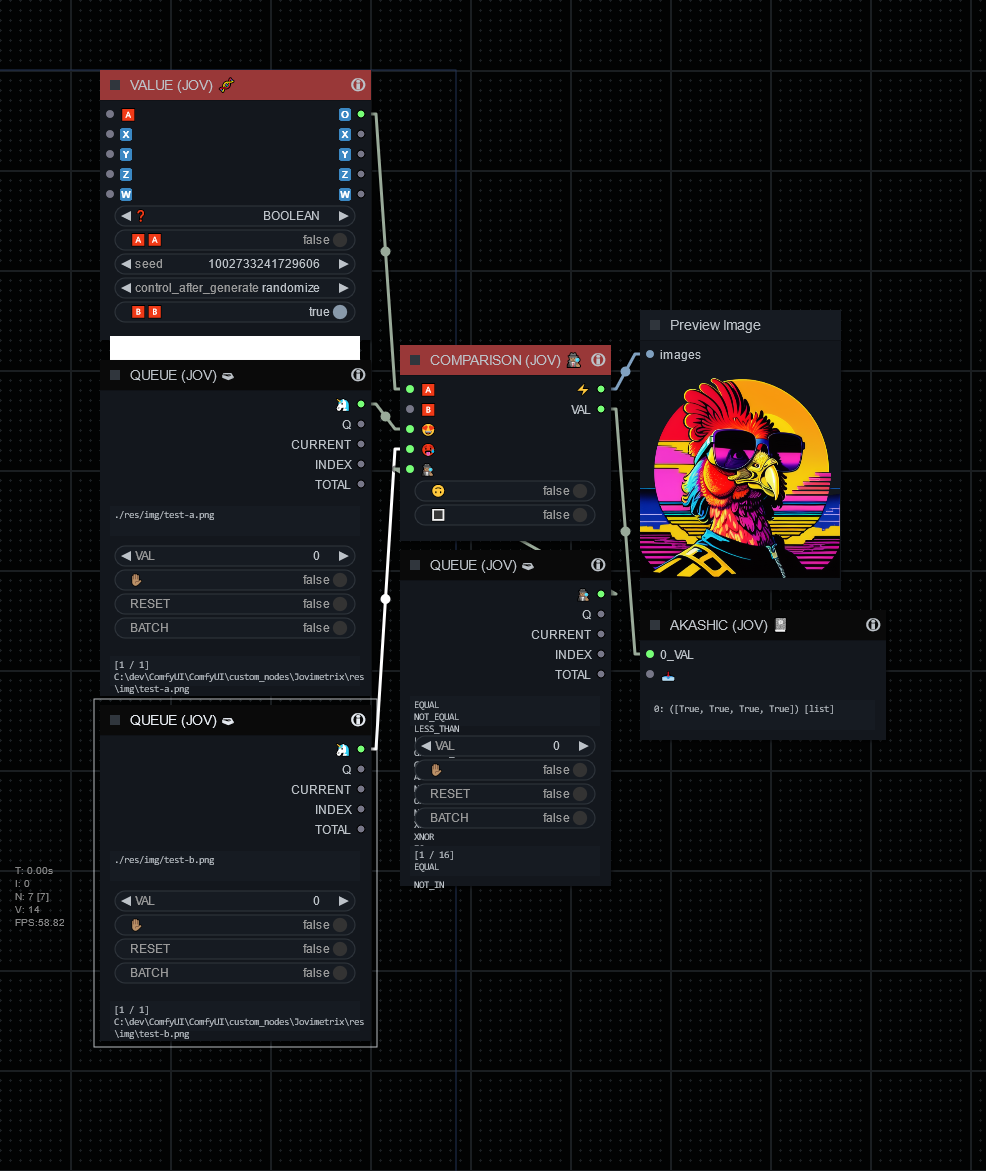 VALUE (JOV)
A O
X X
Y Y
Z Z
W W
? BOOLEAN
A A false
seed 1002733241729606
control_after_generate randomize
B B true
QUEUE (JOV)
Q
CURRENT
INDEX
TOTAL
./res/img/test-a.png
VAL 0
false
RESET false
BATCH false
[1 / 1]
C:\dev\ComfyUI\ComfyUI\custom_nodes\Jovimetrix\res
\img\test-a.png
QUEUE (JOV)
Q
CURRENT
INDEX
TOTAL
./res/img/test-b.png
VAL 0
false
RESET false
BATCH false
[1 / 1]
C:\dev\ComfyUI\ComfyUI\custom_nodes\Jovimetrix\res
\img\test-b.png
T: 0.00s
I: 0
N: 7 [7]
V: 14
FPS:58.82
COMPARISON (JOV)
A
B VAL
false
false
QUEUE (JOV)
Q
CURRENT
INDEX
TOTAL
EQUAL
NOT_EQUAL
LESS_THAN
VAL 0
false
RESET false
BATCH false
XNOR
[1 / 16]
EQUAL
NOT_IN
Preview Image
images
AKASHIC (JOV)
0_VAL
0: ([True, True, True, True]) [list]